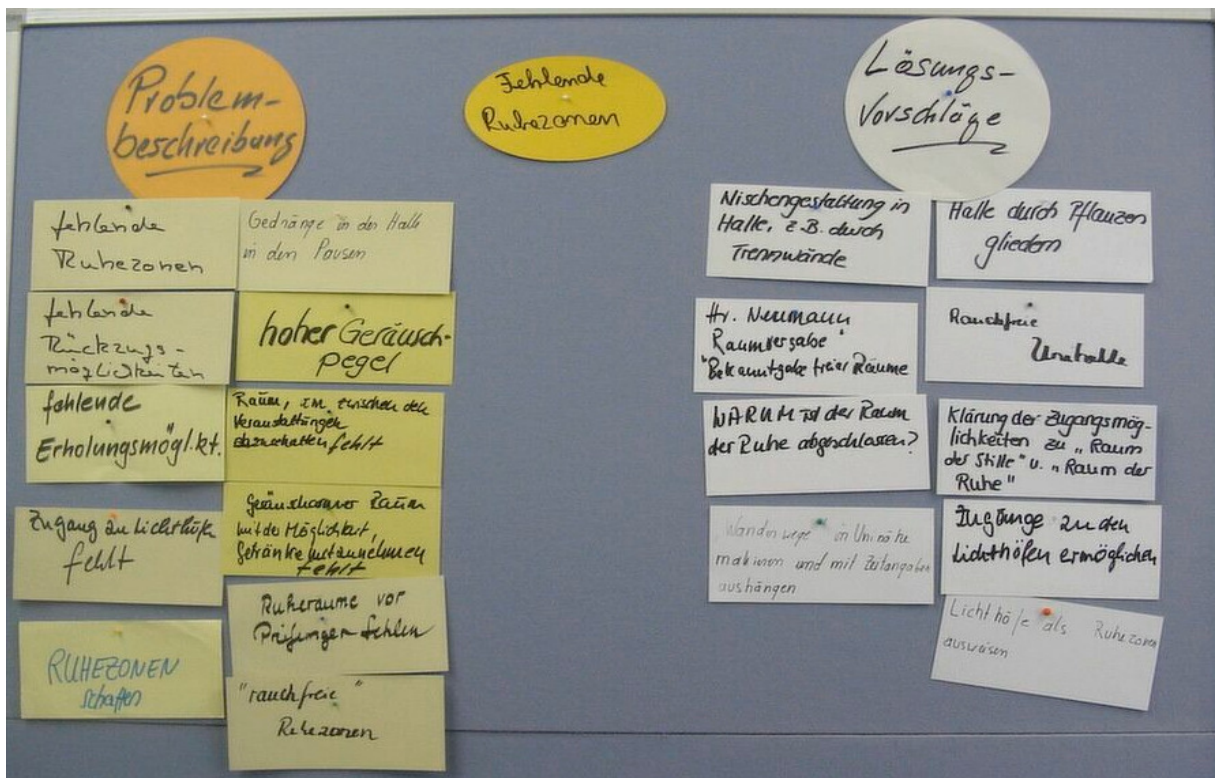 Problem-
beschreibung
Fehlende
Ruhezonen
Lösungs-
Vorschläge
fehlende
Ruhezonen
fehlende
Rückzugs-
möglichkeiten
fehlende
Erholungsmögl.kt.
Zugang zu Lichthöfe
fehlt
RUHEZONEN
schaffen
Gedränge in der Halle
in den Pausen
hoher Geräusch-
pegel
Raum, um zwischen den
Veranstaltungen
abzuschalten fehlt
Geräuscharmer Raum
mit der Möglichkeit,
Getränke mitzunehmen
fehlt
Ruheräume vor
Prüfungen fehlen
"rauchfreie"
Ruhezonen
Nischengestaltung in
Halle, z.B. durch
Trennwände
Hr. Neumann
Raumvergabe
"Bekanntgabe freier Räume
WARUM ist der Raum
der Ruhe abgeschlossen?
Wanderwege in Uninähe
markieren und mit Zeitangaben
aushängen
Halle durch Pflanzen
gliedern
Rauchfreie
Unihalle
Klärung der Zugangsmög-
lichkeiten zu "Raum
der Stille" u. "Raum der
Ruhe"
Zugänge zu den
Lichthöfen ermöglichen
Lichthöfe als Ruhezonen
ausweisen